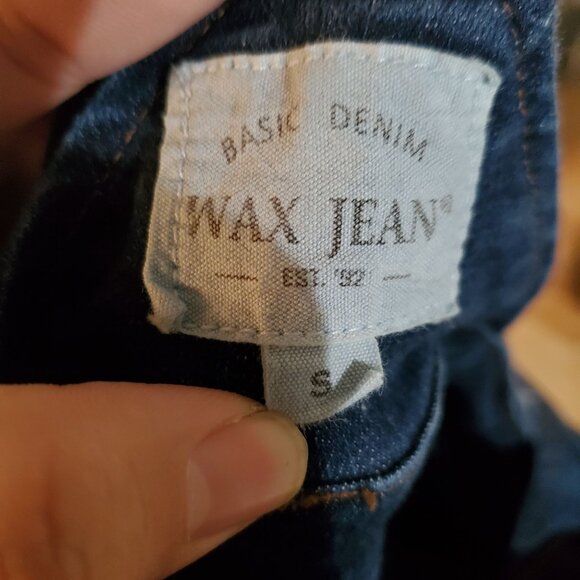 BASIC DENIM
WAX JEAN®
EST. '92
S